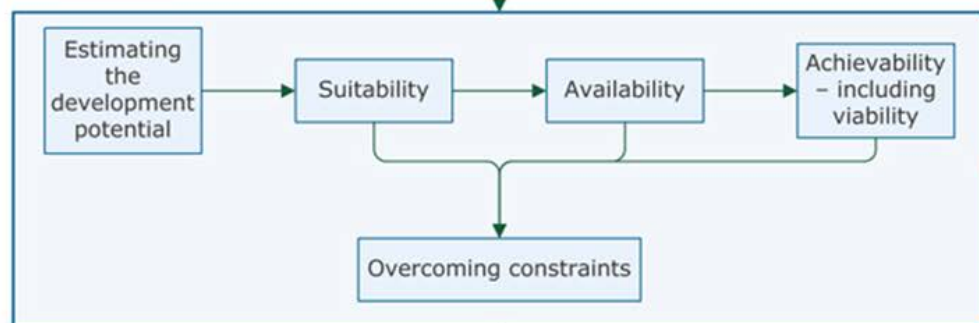 Estimating
the
development
potential
Suitability
Availability
Achievability
– including
viability
Overcoming constraints